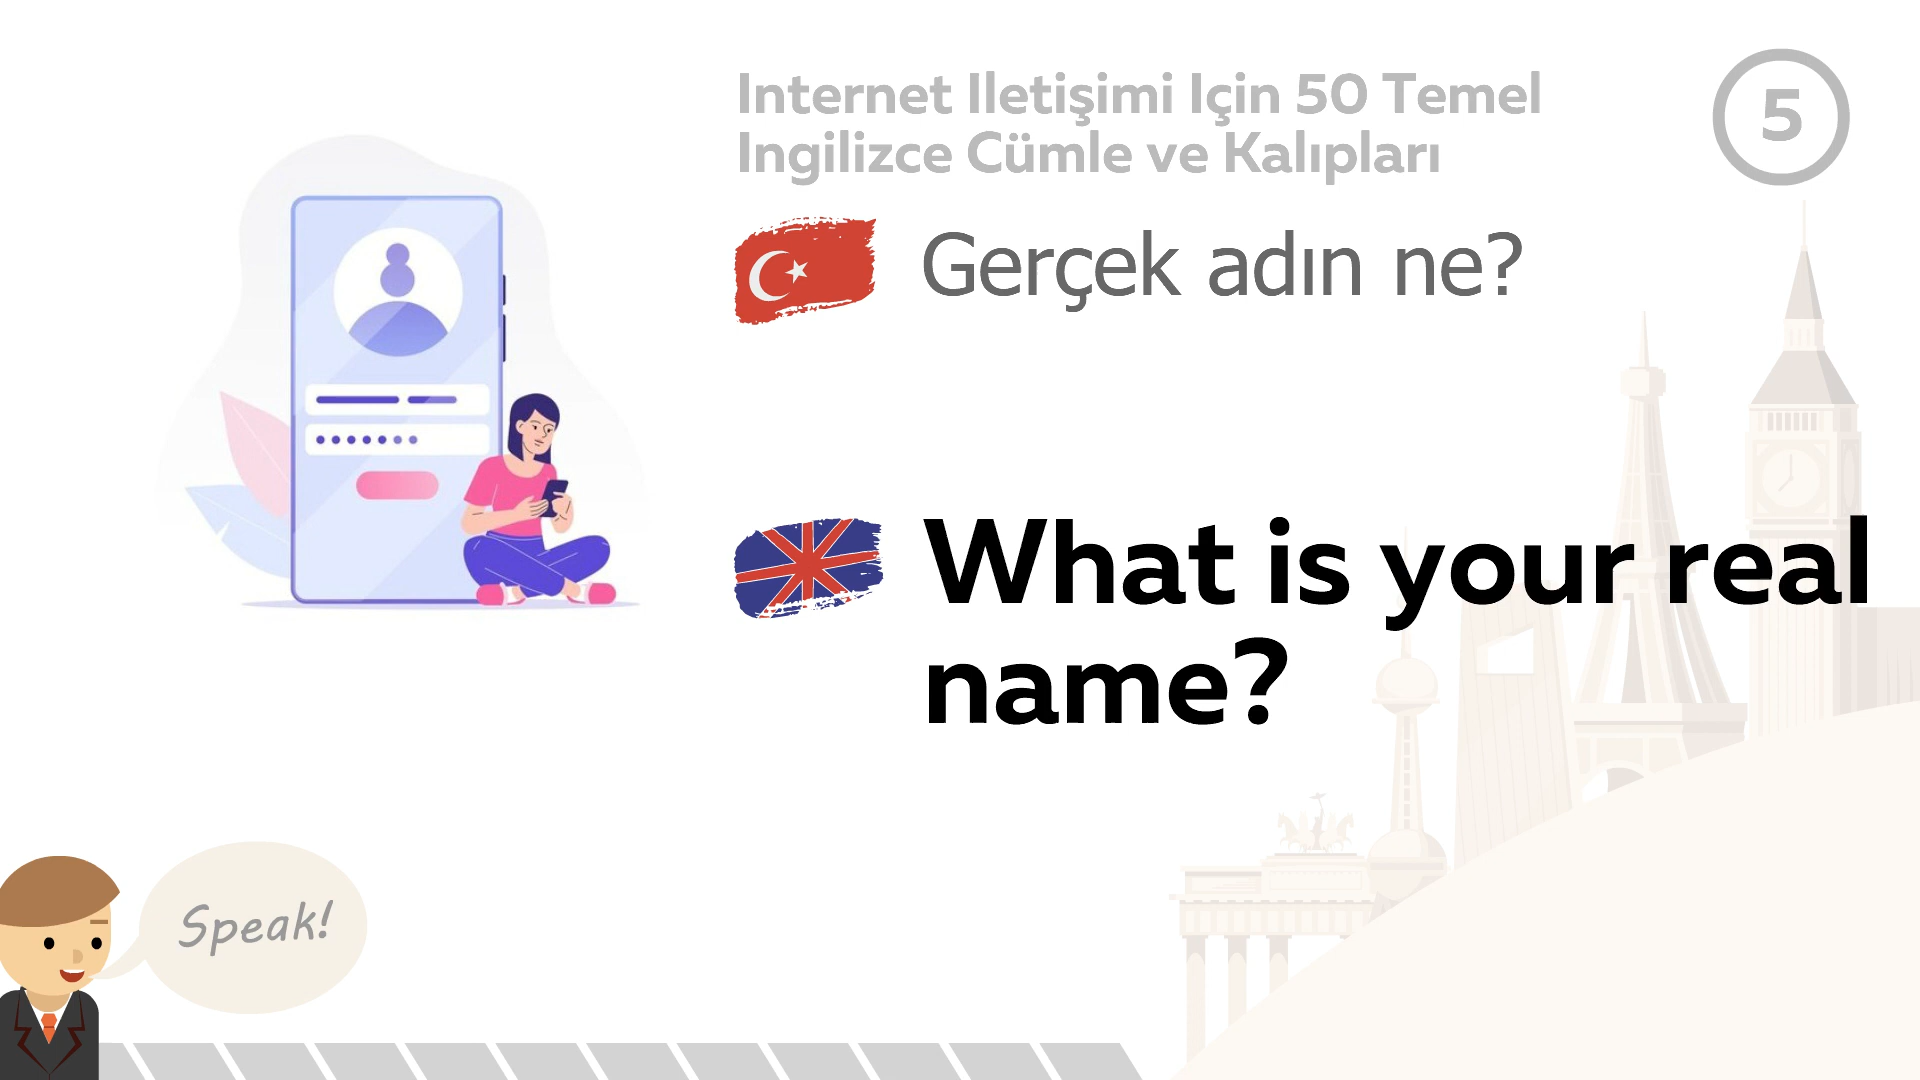 Internet Iletişimi Için 50 Temel
Ingilizce Cümle ve Kalıpları
5
Gerçek adın ne?
What is your real
name?
Speak!